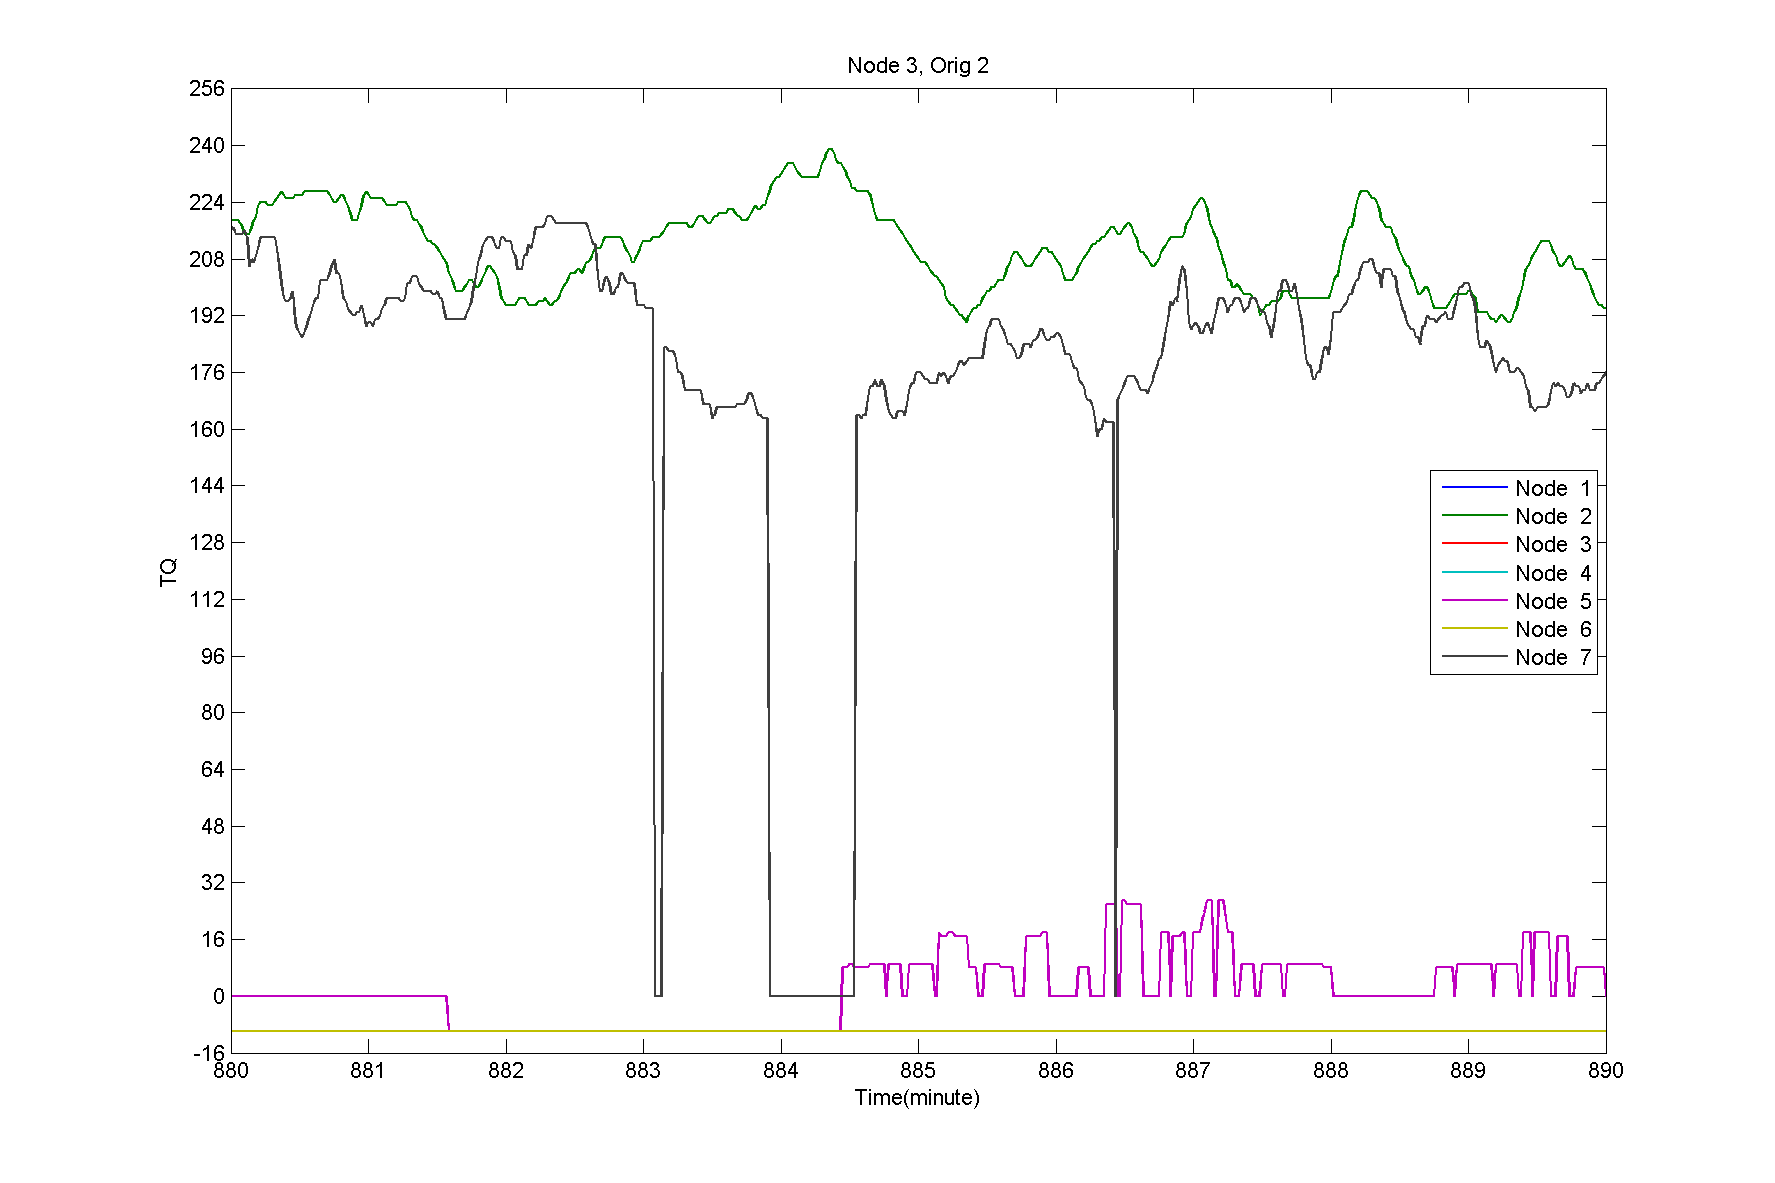 Node 3, Orig 2
256
240
224
208
192
176
160
144
128
112
96
80
64
48
32
16
0
-16
TQ
Node 1
Node 2
Node 3
Node 4
Node 5
Node 6
Node 7
880 881 882 883 884 885 886 887 888 889 890
Time(minute)